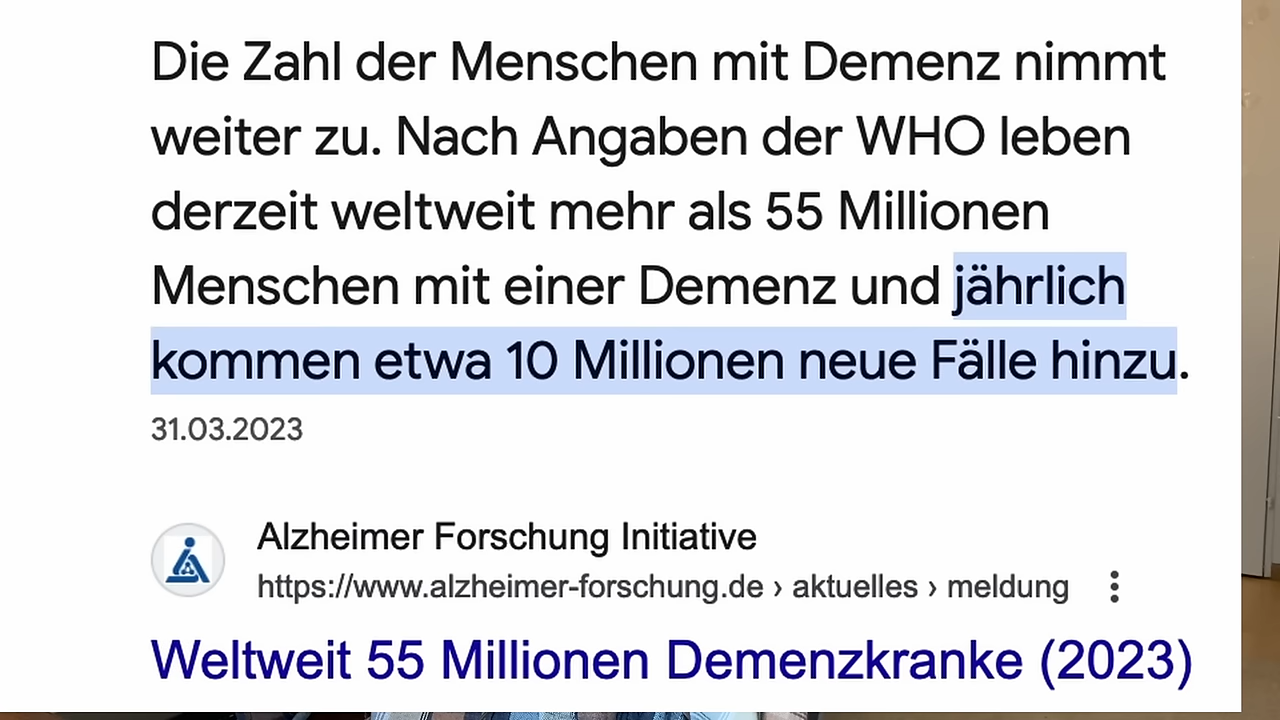 Die Zahl der Menschen mit Demenz nimmt
weiter zu. Nach Angaben der WHO leben
derzeit weltweit mehr als 55 Millionen
Menschen mit einer Demenz und jährlich
kommen etwa 10 Millionen neue Fälle hinzu.
31.03.2023
Alzheimer Forschung Initiative
https://www.alzheimer-forschung.de › aktuelles › meldung
Weltweit 55 Millionen Demenzkranke (2023)